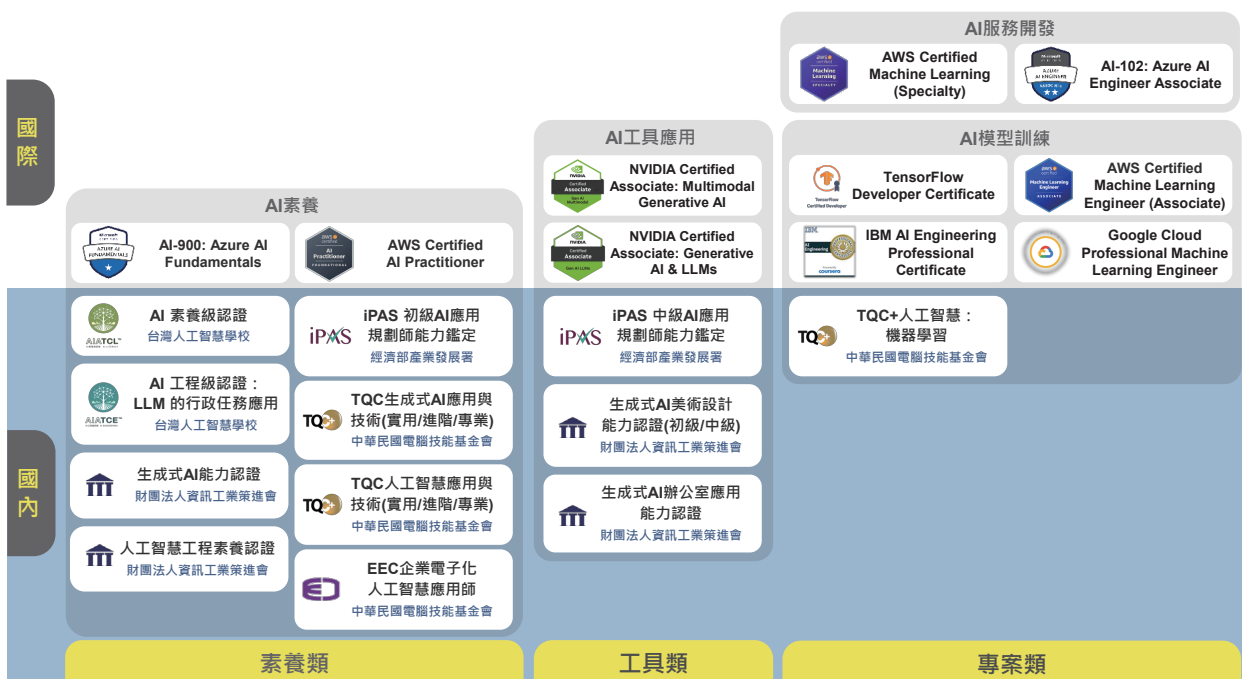 AI服務開發
AWS Certified
Machine Learning
(Specialty)
AI-102: Azure AI
Engineer Associate
國際
AI工具應用
NVIDIA Certified
Associate: Multimodal
Generative AI
NVIDIA Certified
Associate: Generative
AI & LLMs
AI模型訓練
TensorFlow
Developer Certificate
AWS Certified
Machine Learning
Engineer (Associate)
IBM AI Engineering
Professional
Certificate
Google Cloud
Professional Machine
Learning Engineer
AI素養
AI-900: Azure AI
Fundamentals
AWS Certified
AI Practitioner
國內
AIATCL
AI 素養級認證
台灣人工智慧學校
iPAS
iPAS 初級AI應用
規劃師能力鑑定
經濟部產業發展署
AIATCE
AI 工程級認證：
LLM 的行政任務應用
台灣人工智慧學校
TQC+
TQC生成式AI應用與
技術(實用/進階/專業)
中華民國電腦技能基金會
生成式AI能力認證
財團法人資訊工業策進會
TQC+
TQC人工智慧應用與
技術(實用/進階/專業)
中華民國電腦技能基金會
人工智慧工程素養認證
財團法人資訊工業策進會
EEC企業電子化
人工智慧應用師
中華民國電腦技能基金會
iPAS
iPAS 中級AI應用
規劃師能力鑑定
經濟部產業發展署
生成式AI美術設計
能力認證(初級/中級)
財團法人資訊工業策進會
生成式AI辦公室應用
能力認證
財團法人資訊工業策進會
TQC+
TQC+人工智慧：
機器學習
中華民國電腦技能基金會
素養類
工具類
專案類